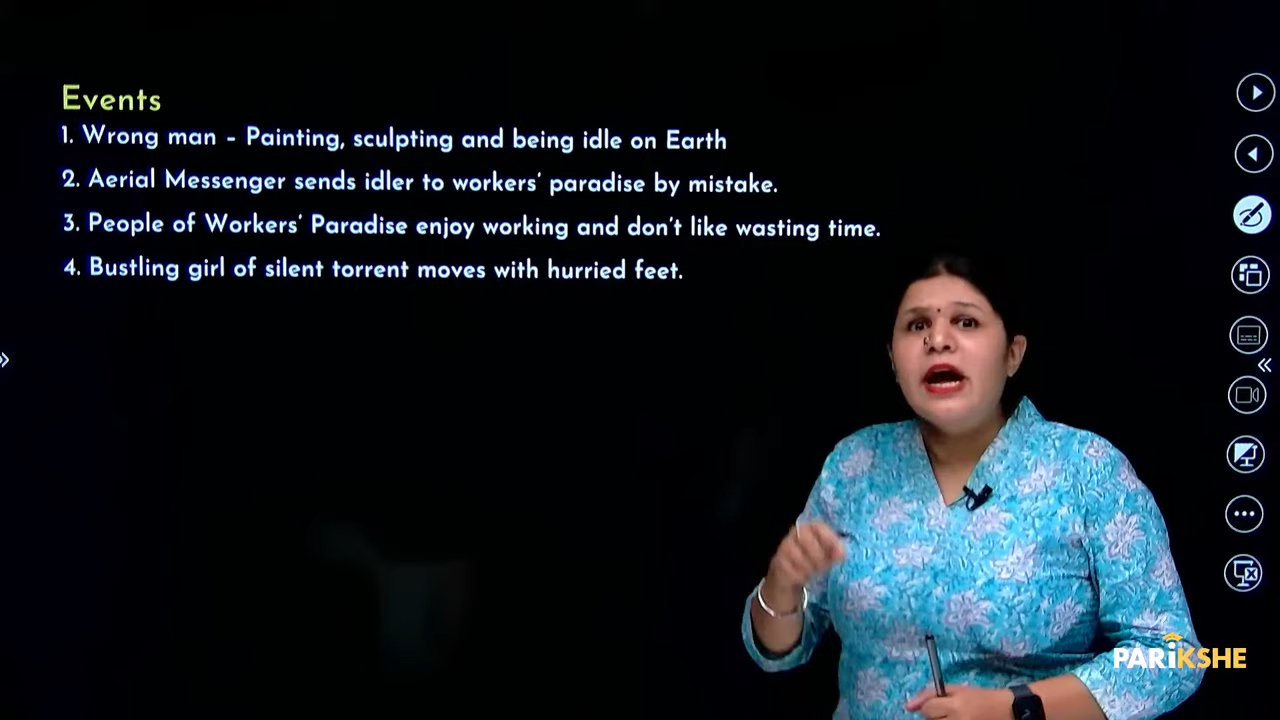 Events
1. Wrong man – Painting, sculpting and being idle on Earth
2. Aerial Messenger sends idler to workers’ paradise by mistake.
3. People of Workers’ Paradise enjoy working and don’t like wasting time.
4. Bustling girl of silent torrent moves with hurried feet.
PARIKSHE